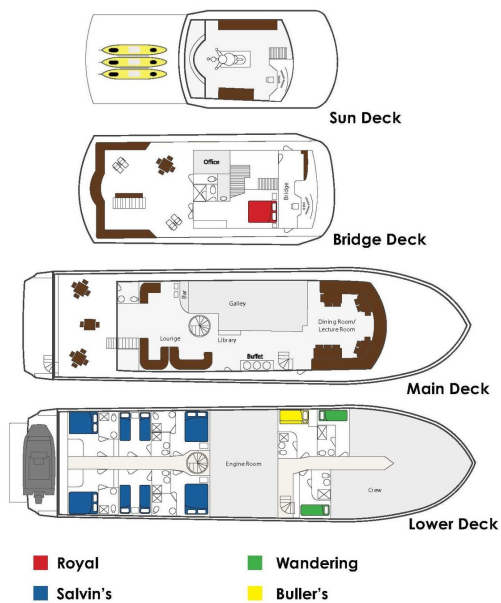 Sun Deck
Office
Bridge
Bridge Deck
Bar
Galley
Dining Room/
Lecture Room
Lounge
Library
Buffet
Main Deck
Engine Room
Crew
Lower Deck
Royal
Wandering
Salvin's
Buller's